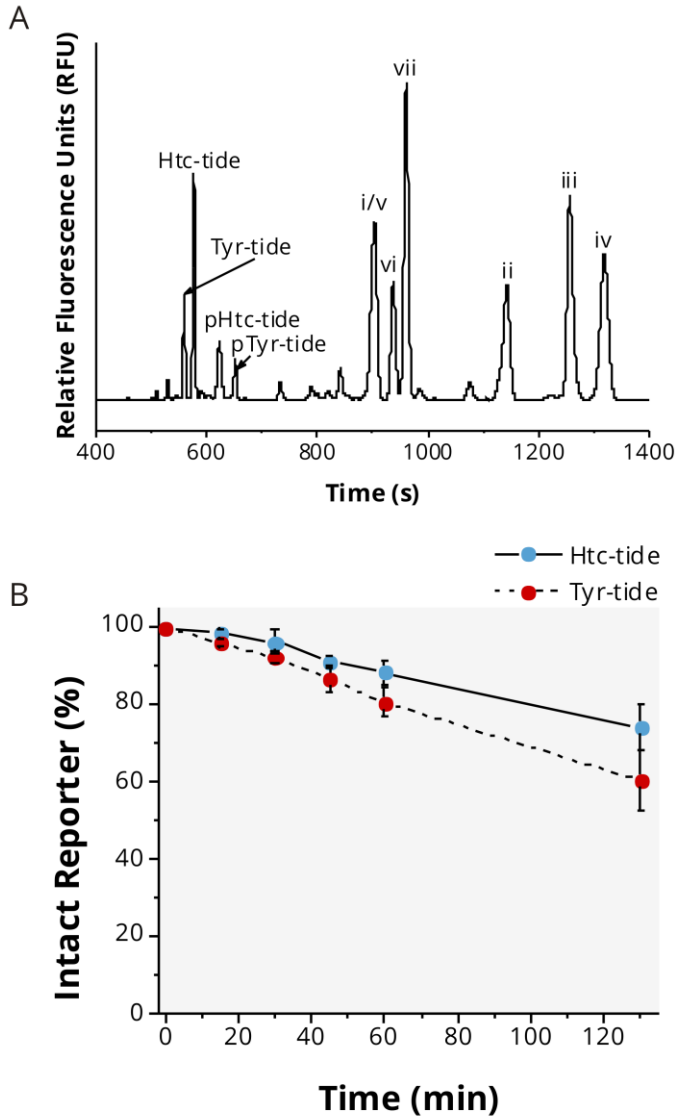 A
Relative Fluorescence Units (RFU)
vii
Htc-tide
iii
i/v
Tyr-tide
iv
vi
ii
pHtc-tide
pTyr-tide
400 600 800 1000 1200 1400
Time (s)
Htc-tide
B
Tyr-tide
Intact Reporter (%)
100
80
60
40
20
0
0 20 40 60 80 100 120
Time (min)